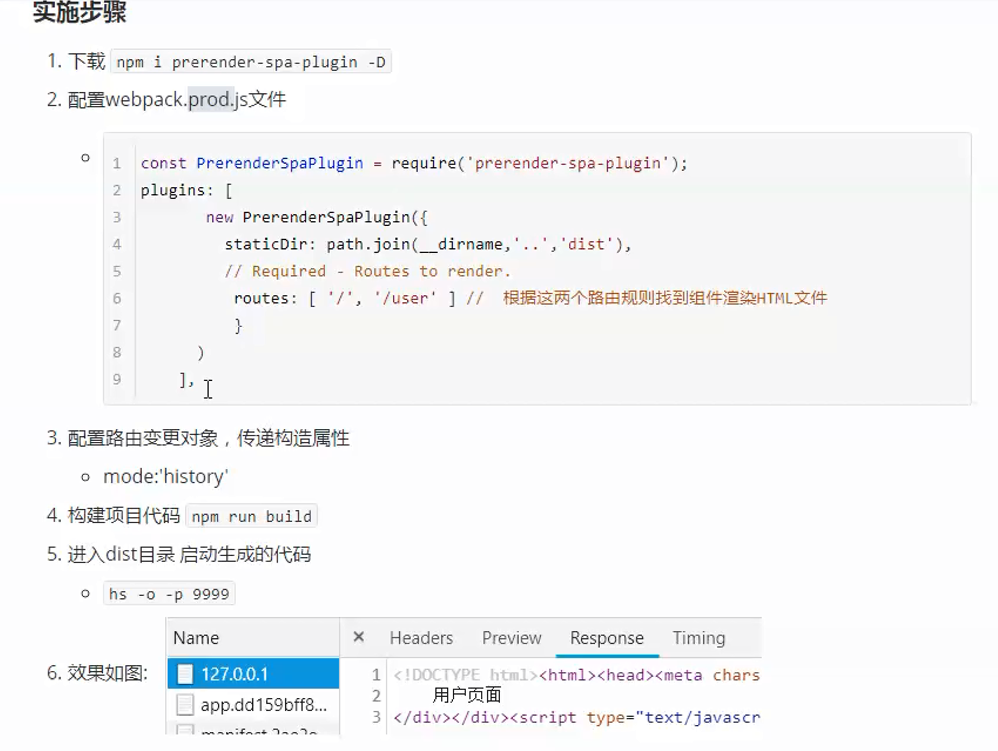 实施步骤
1. 下载 npm i prerender-spa-plugin -D
2. 配置webpack.prod.js文件
1 const PrerenderSpaPlugin = require('prerender-spa-plugin');
2 plugins: [
3 new PrerenderSpaPlugin({
4 staticDir: path.join(__dirname,'..','dist'),
5 // Required - Routes to render.
6 routes: [ '/', '/user' ] // 根据这两个路由规则找到组件渲染HTML文件
7 }
8 )
9 ],
3. 配置路由变更对象，传递构造属性
mode:'history'
4. 构建项目代码 npm run build
5. 进入dist目录 启动生成的代码
hs -o -p 9999
6. 效果如图:
Name
127.0.0.1
app.dd159bff8...
× Headers Preview Response Timing
1 <!DOCTYPE html><html><head><meta chars
2 用户页面
3 </div></div><script type="text/javascr